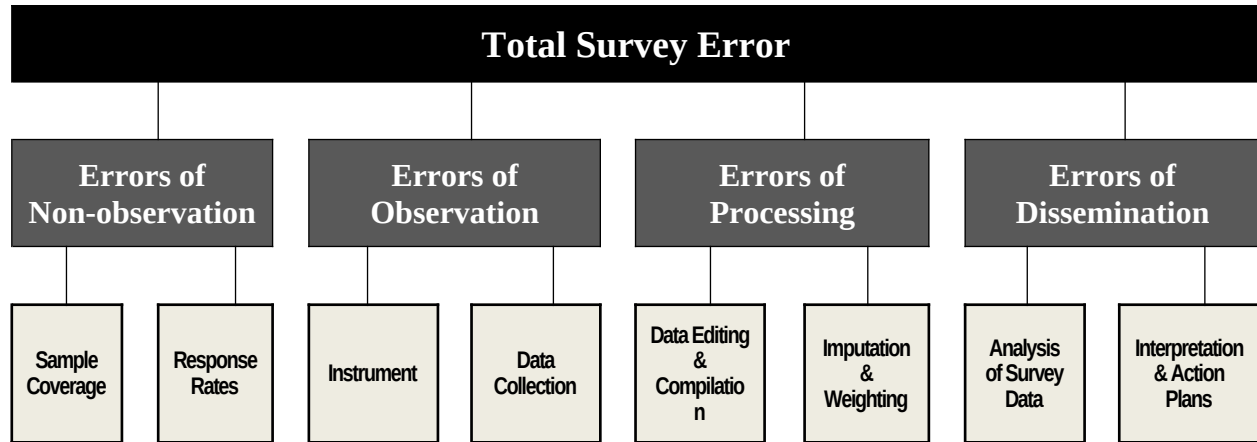 Total Survey Error
Errors of
Non-observation
Errors of
Observation
Errors of
Processing
Errors of
Dissemination
Sample
Coverage
Response
Rates
Instrument
Data
Collection
Data Editing
&
Compilatio
n
Imputation
&
Weighting
Analysis
of Survey
Data
Interpretation
& Action
Plans